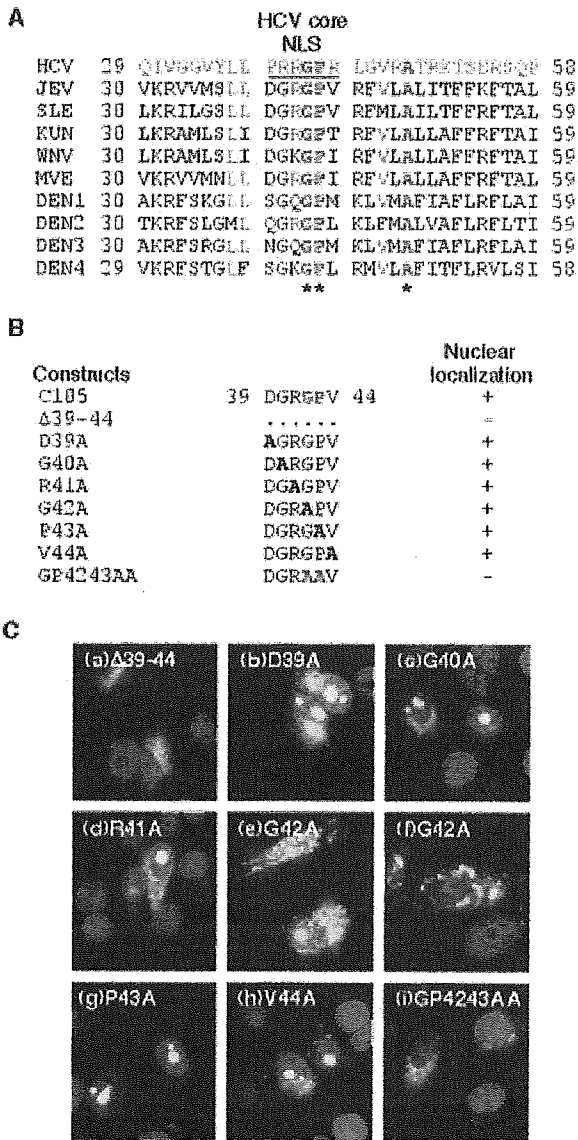 A
HCV core
NLS
HCV 29 QIVGGVYLL PRRGPR LGVRATRKTSERSQP 58
JEV 30 VKRVVMSLL DGRGPV RFVLALITFFKFTAL 59
SLE 30 LKRILGSLL DGRGPV RFMLAILTFFRFTAL 59
KUN 30 LKRAMLSLI DGRGPT RFVLALLAFFRFTAI 59
WNV 30 LKRAMLSLI DGKGPI RFVLALLAFFRFTAI 59
MVE 30 VKRVVMNLL DGRGPI RFVLALLAFFRFTAL 59
DEN1 30 AKRFSKGLL SGQGPM KLVMAFIAFLRFLAI 59
DEN2 30 TKRFSLGML QGRGPL KLFMALVAFLRFLTI 59
DEN3 30 AKRFSRGLL NGQGPM KLVMAFIAFLRFLAI 59
DEN4 29 VKRFSTGLF SGKGPL RMVLAFITFLRVLSI 58
** *
B
Constructs Nuclear localization
C105 39 DGRGPV 44 +
Δ39-44 ...... -
D39A AGRGPV +
G40A DARGPV +
R41A DGAGPV +
G42A DGRAPV +
P43A DGRGAV +
V44A DGRGPA +
GP4243AA DGRAAV -
C
(a)Δ39-44 (b)D39A (c)G40A
(d)R41A (e)G42A (f)G42A
(g)P43A (h)V44A (i)GP4243AA